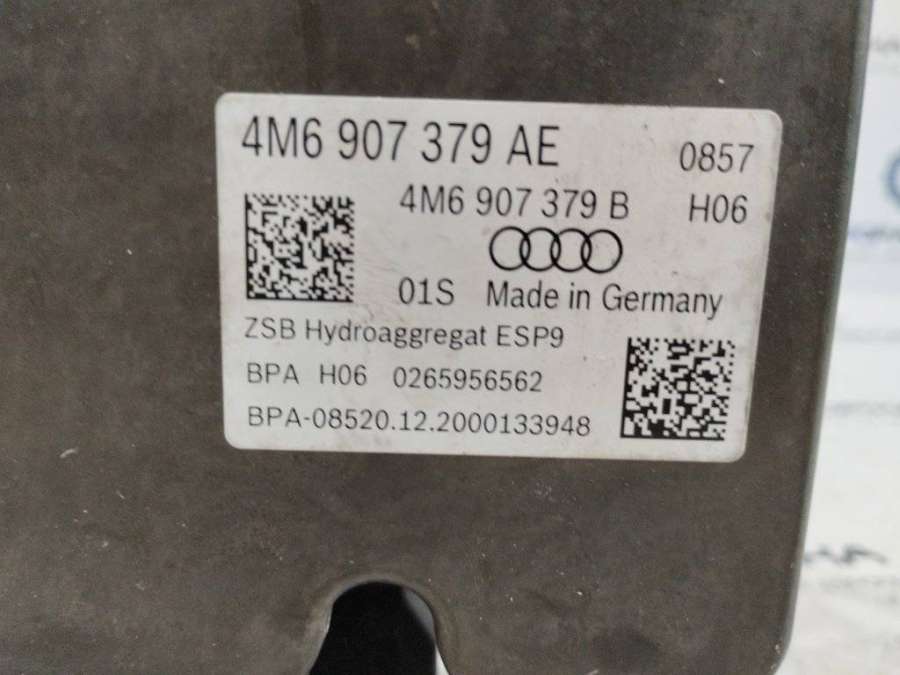 4M6 907 379 AE 0857
4M6 907 379 B H06
01S Made in Germany
ZSB Hydroaggregat ESP9
BPA H06 0265956562
BPA-08520.12.2000133948